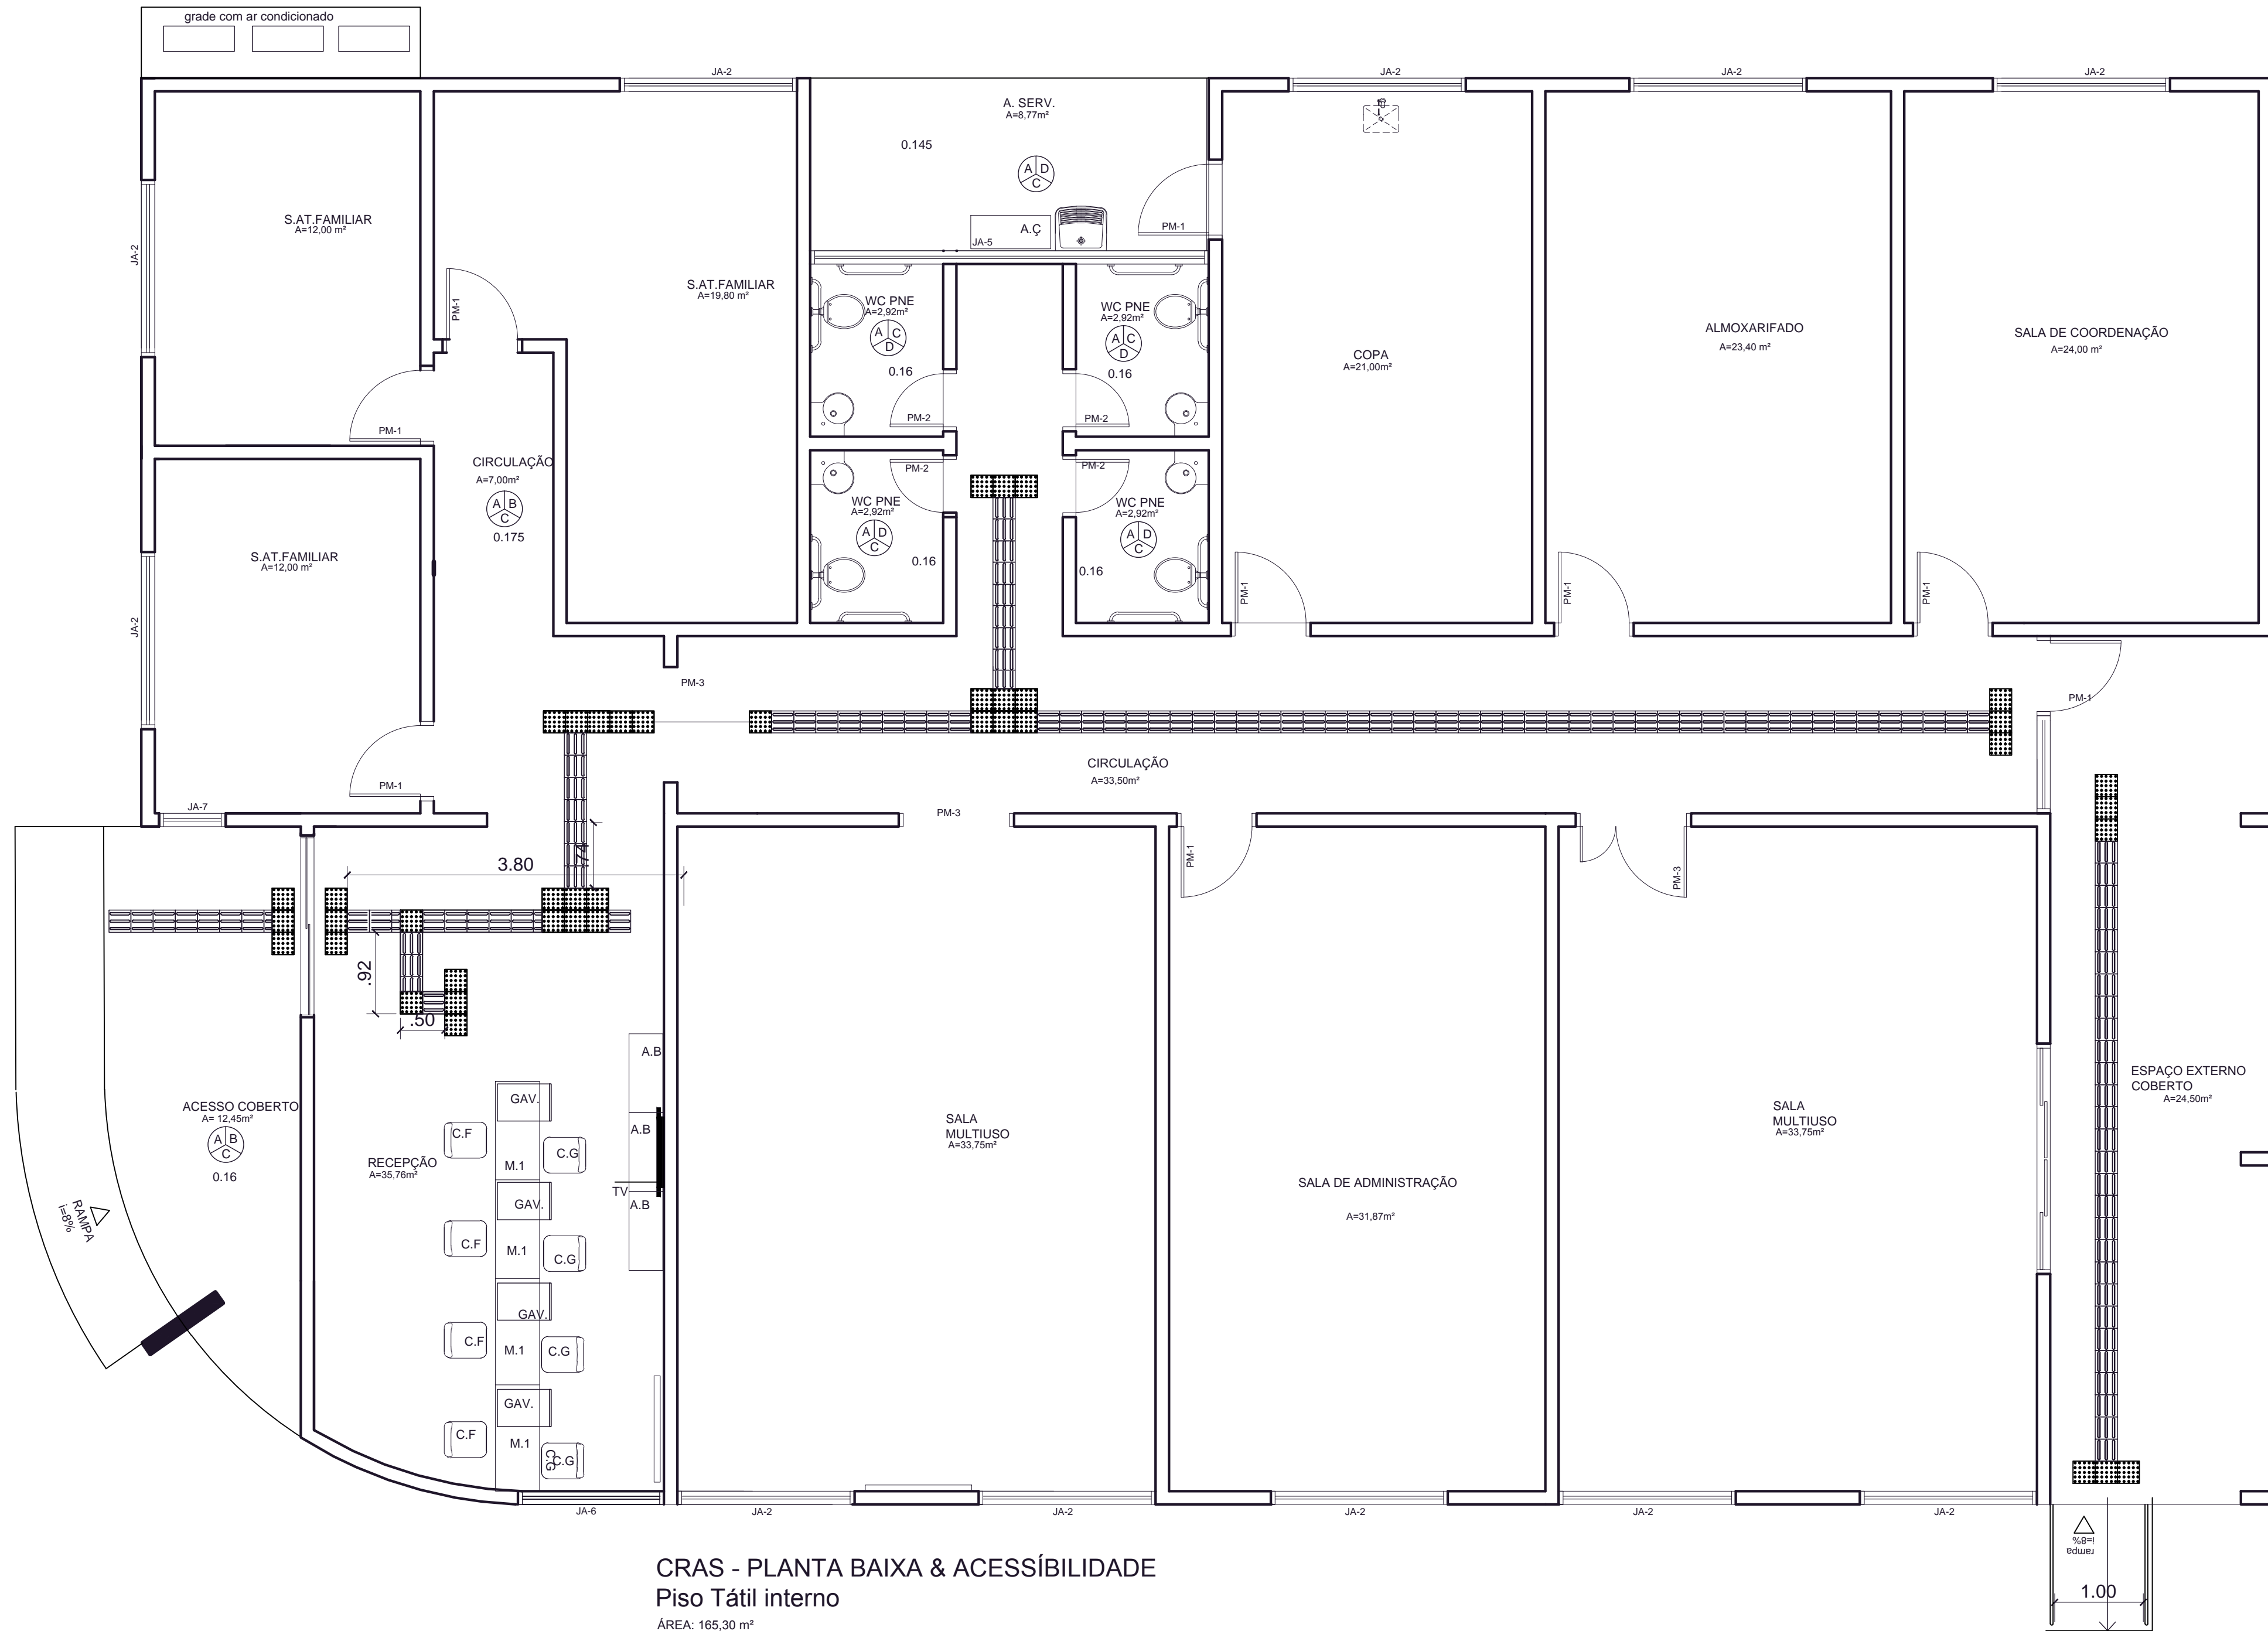 grade com ar condicionado
JA-2
JA-2
JA-2
JA-2
A. SERV.
A=8,77m²
0.145
A D
C
A.Ç
JA-5
PM-1
S.AT.FAMILIAR
A=12,00 m²
JA-2
PM-1
S.AT.FAMILIAR
A=19,80 m²
WC PNE
A=2,92m²
A C
D
0.16
PM-2
WC PNE
A=2,92m²
A C
D
0.16
PM-2
COPA
A=21,00m²
ALMOXARIFADO
A=23,40 m²
SALA DE COORDENAÇÃO
A=24,00 m²
PM-1
CIRCULAÇÃO
A=7,00m²
A B
C
0.175
PM-2
WC PNE
A=2,92m²
A D
C
0.16
PM-2
WC PNE
A=2,92m²
A D
C
0.16
S.AT.FAMILIAR
A=12,00 m²
JA-2
PM-1
PM-1
PM-1
PM-3
PM-1
CIRCULAÇÃO
A=33,50m²
PM-1
JA-7
PM-3
PM-1
PM-3
3.80
.74
.92
.50
A.B
A.B
A.B
TV
ACESSO COBERTO
A= 12,45m²
A B
C
0.16
RAMPA
i=8%
RECEPÇÃO
A=35,76m²
GAV.
C.F
M.1
C.G
GAV.
C.F
M.1
C.G
GAV.
C.F
M.1
C.G
GAV.
C.F
M.1
C.G
C.G
SALA
MULTIUSO
A=33,75m²
SALA DE ADMINISTRAÇÃO
A=31,87m²
SALA
MULTIUSO
A=33,75m²
ESPAÇO EXTERNO
COBERTO
A=24,50m²
JA-6
JA-2
JA-2
JA-2
JA-2
JA-2
rampa
i=8%
1.00
CRAS - PLANTA BAIXA & ACESSÍBILIDADE
Piso Tátil interno
ÁREA: 165,30 m²